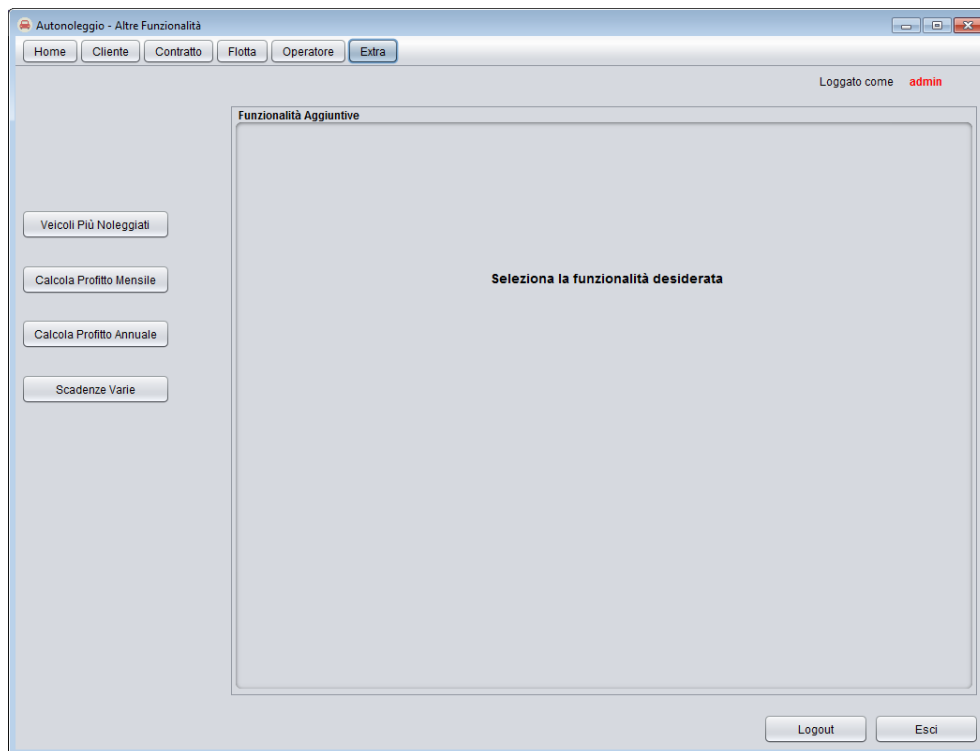 Autonoleggio - Altre Funzionalità
Home Cliente Contratto Flotta Operatore Extra
Loggato come admin
Funzionalità Aggiuntive
Veicoli Più Noleggiati
Calcola Profitto Mensile
Seleziona la funzionalità desiderata
Calcola Profitto Annuale
Scadenze Varie
Logout Esci